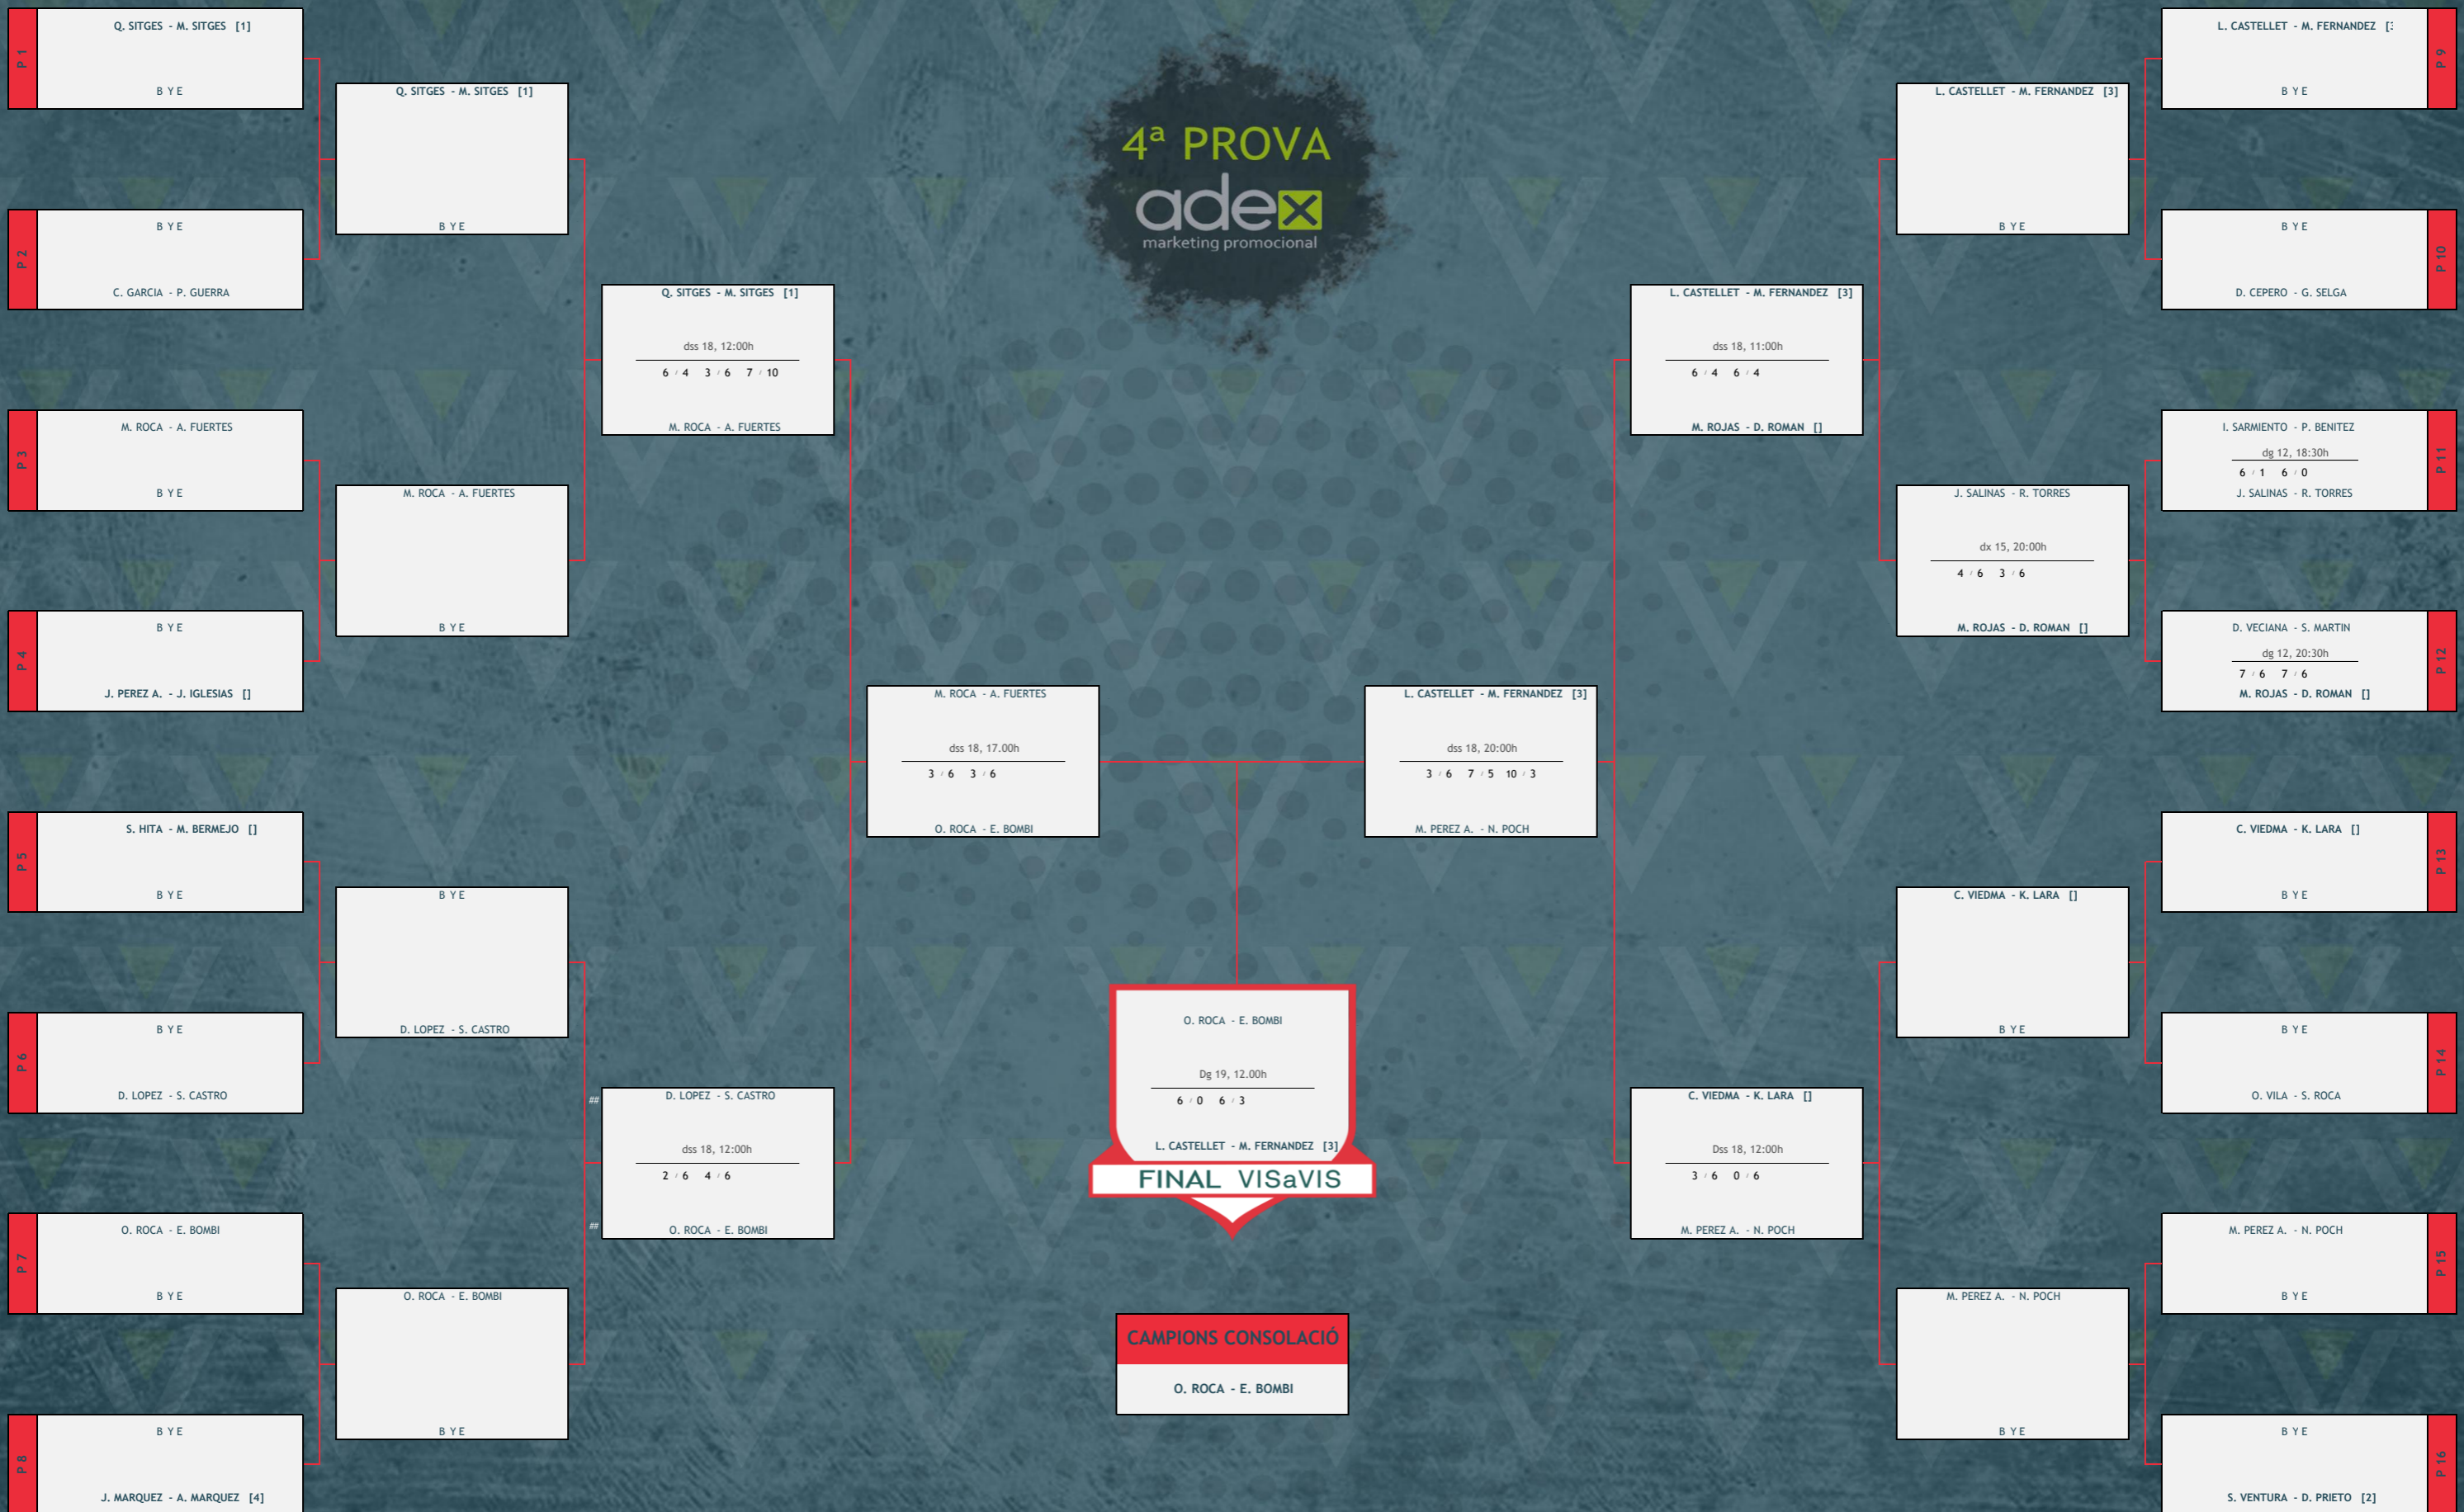 P 1
Q. SITGES - M. SITGES [1]
B Y E
P 2
B Y E
C. GARCIA - P. GUERRA
P 3
M. ROCA - A. FUERTES
B Y E
P 4
B Y E
J. PEREZ A. - J. IGLESIAS []
P 5
S. HITA - M. BERMEJO []
B Y E
P 6
B Y E
D. LOPEZ - S. CASTRO
P 7
O. ROCA - E. BOMBI
B Y E
P 8
B Y E
J. MARQUEZ - A. MARQUEZ [4]
Q. SITGES - M. SITGES [1]
B Y E
M. ROCA - A. FUERTES
B Y E
B Y E
D. LOPEZ - S. CASTRO
O. ROCA - E. BOMBI
B Y E
Q. SITGES - M. SITGES [1]
dss 18, 12:00h
6 / 4 3 / 6 7 / 10
M. ROCA - A. FUERTES
##
D. LOPEZ - S. CASTRO
dss 18, 12:00h
2 / 6 4 / 6
##
O. ROCA - E. BOMBI
M. ROCA - A. FUERTES
dss 18, 17.00h
3 / 6 3 / 6
O. ROCA - E. BOMBI
4ª PROVA
adex
marketing promocional
O. ROCA - E. BOMBI
Dg 19, 12.00h
6 / 0 6 / 3
L. CASTELLET - M. FERNANDEZ [3]
FINAL VISaVIS
CAMPIONS CONSOLACIÓ
O. ROCA - E. BOMBI
L. CASTELLET - M. FERNANDEZ [3]
dss 18, 20:00h
3 / 6 7 / 5 10 / 3
M. PEREZ A. - N. POCH
L. CASTELLET - M. FERNANDEZ [3]
dss 18, 11:00h
6 / 4 6 / 4
M. ROJAS - D. ROMAN []
C. VIEDMA - K. LARA []
Dss 18, 12:00h
3 / 6 0 / 6
M. PEREZ A. - N. POCH
L. CASTELLET - M. FERNANDEZ [3]
B Y E
J. SALINAS - R. TORRES
dx 15, 20:00h
4 / 6 3 / 6
M. ROJAS - D. ROMAN []
C. VIEDMA - K. LARA []
B Y E
M. PEREZ A. - N. POCH
B Y E
L. CASTELLET - M. FERNANDEZ [3
B Y E
P 9
B Y E
D. CEPERO - G. SELGA
P 10
I. SARMIENTO - P. BENITEZ
dg 12, 18:30h
6 / 1 6 / 0
J. SALINAS - R. TORRES
P 11
D. VECIANA - S. MARTIN
dg 12, 20:30h
7 / 6 7 / 6
M. ROJAS - D. ROMAN []
P 12
C. VIEDMA - K. LARA []
B Y E
P 13
B Y E
O. VILA - S. ROCA
P 14
M. PEREZ A. - N. POCH
B Y E
P 15
B Y E
S. VENTURA - D. PRIETO [2]
P 16